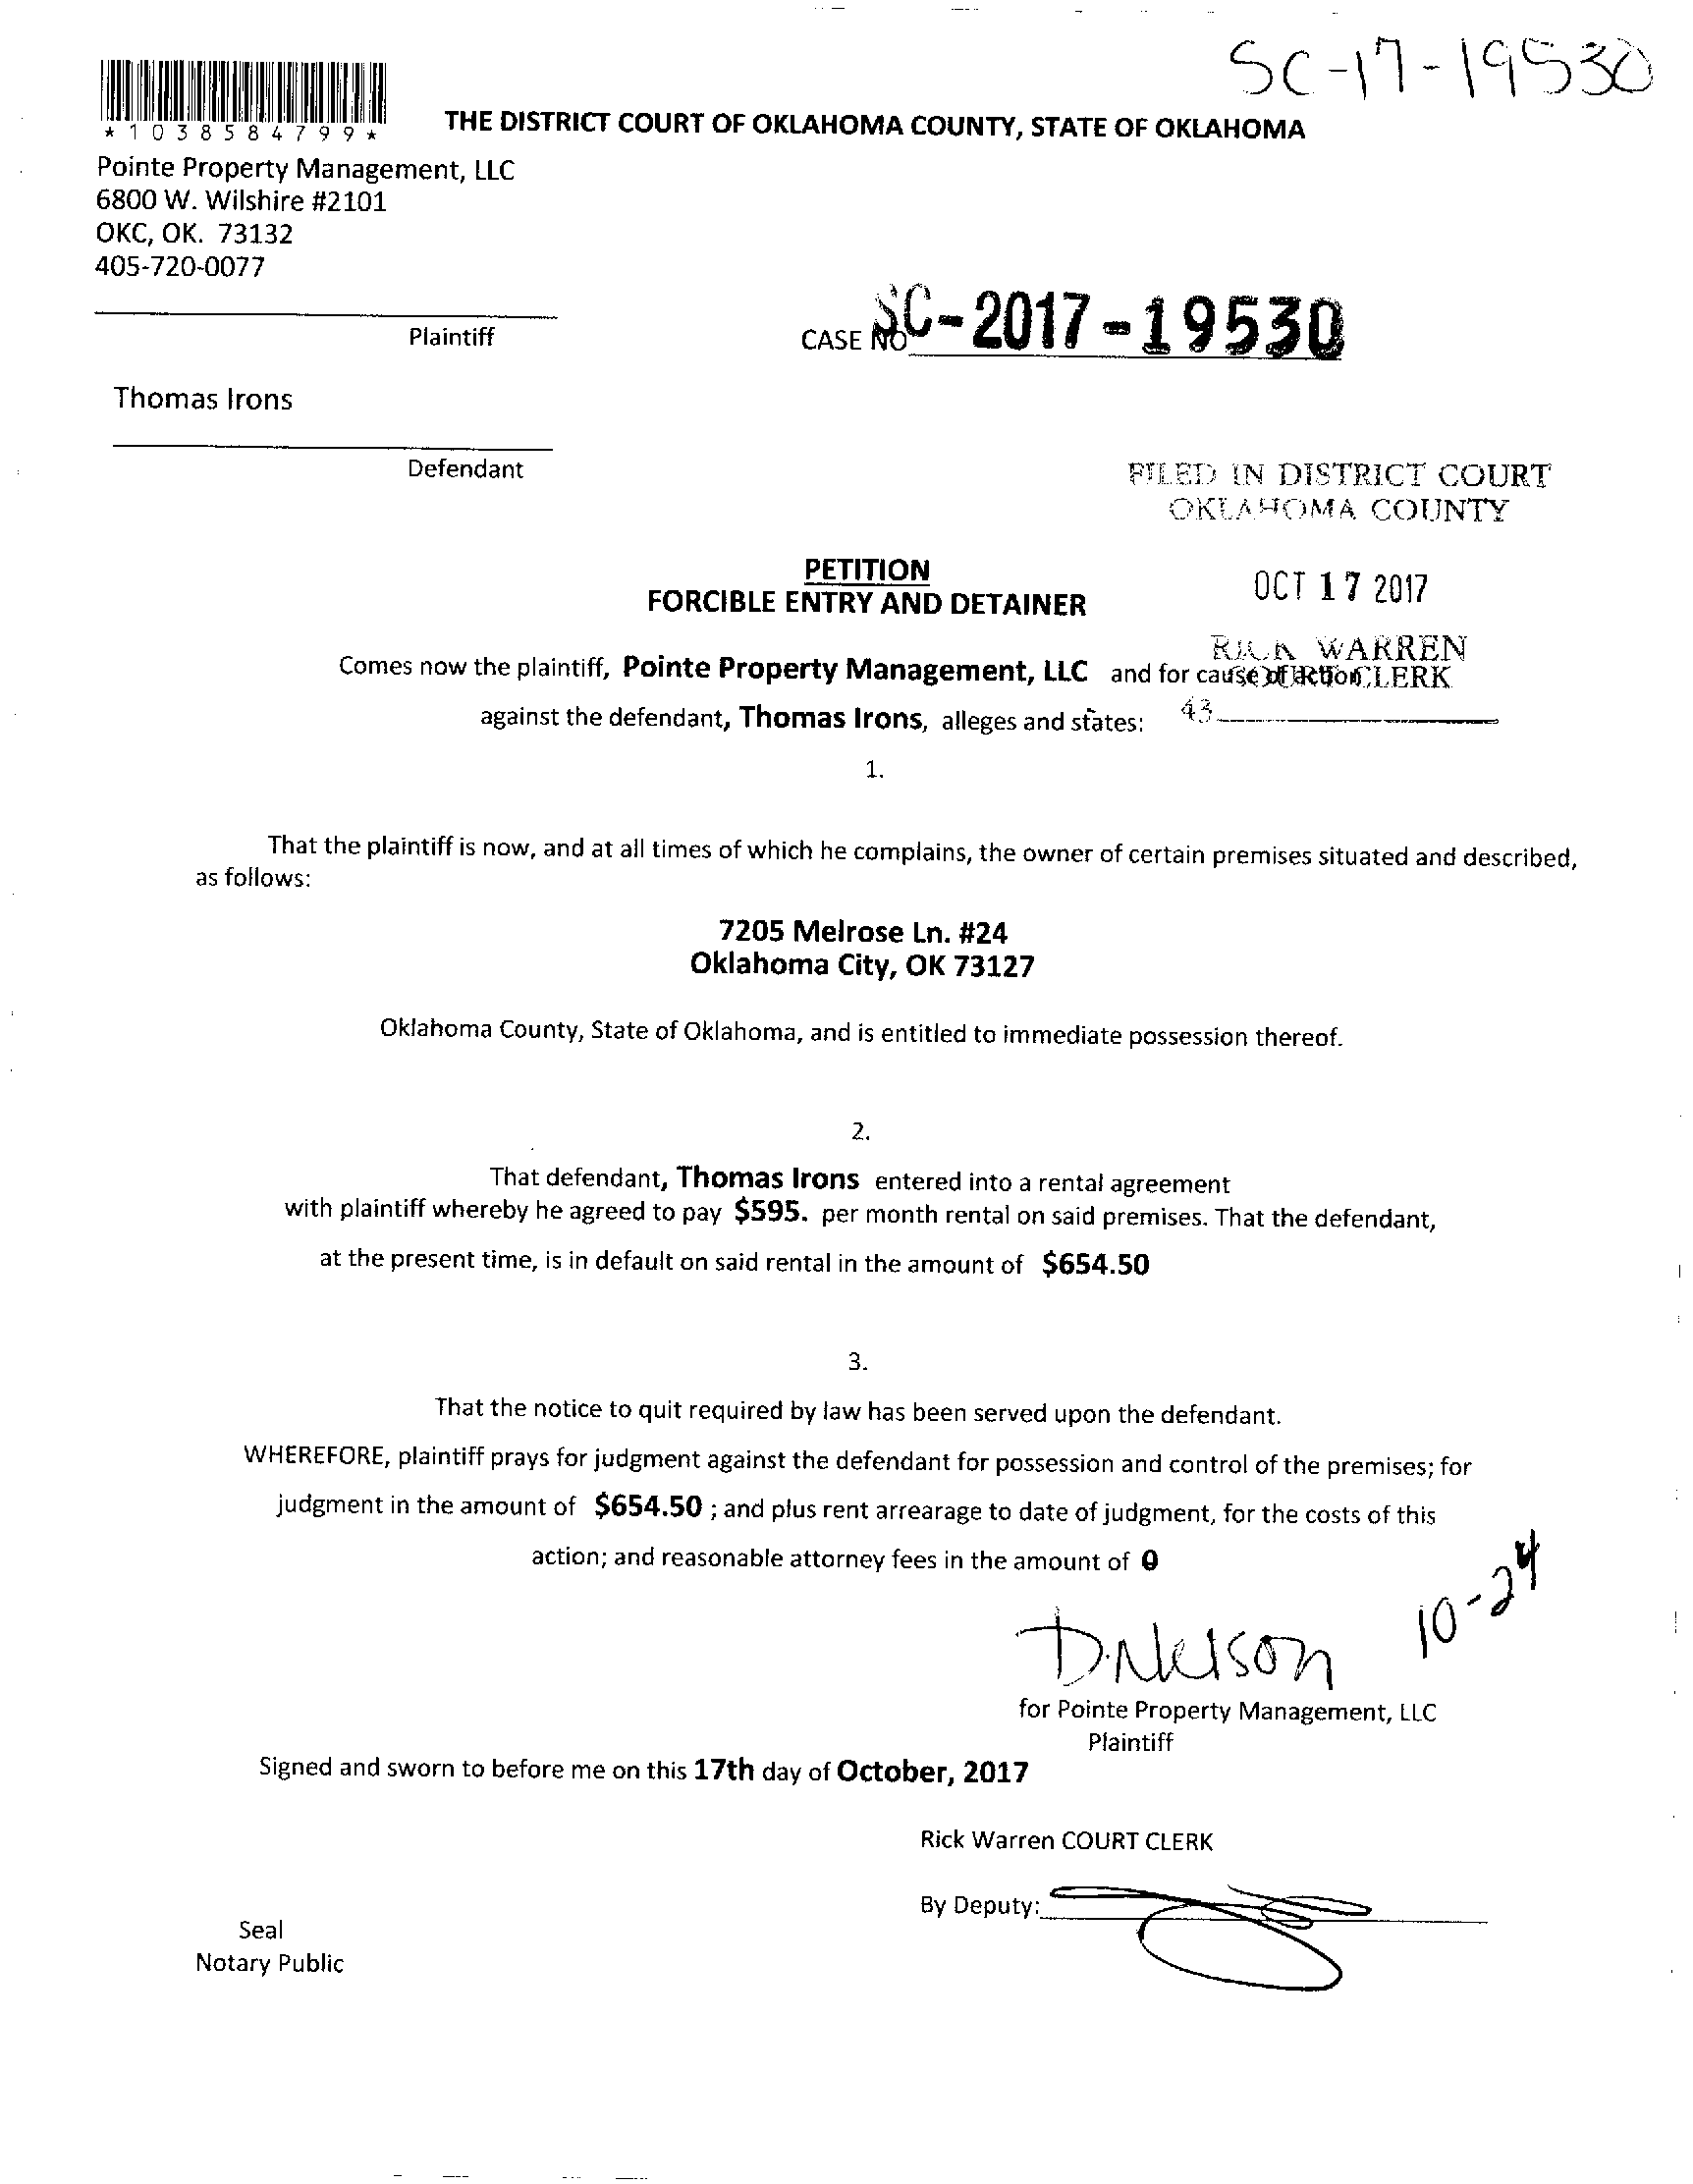 SC-17-19530
*1038584799*
THE DISTRICT COURT OF OKLAHOMA COUNTY, STATE OF OKLAHOMA
Pointe Property Management, LLC
6800 W. Wilshire #2101
OKC, OK. 73132
405-720-0077
Plaintiff
CASE NO SC-2017-19530
Thomas Irons
Defendant
FILED IN DISTRICT COURT
OKLAHOMA COUNTY
PETITION
FORCIBLE ENTRY AND DETAINER
OCT 17 2017
RICK WARREN
COURT CLERK
Comes now the plaintiff, Pointe Property Management, LLC and for cause of action
43
against the defendant, Thomas Irons, alleges and states:
1.
That the plaintiff is now, and at all times of which he complains, the owner of certain premises situated and described,
as follows:
7205 Melrose Ln. #24
Oklahoma City, OK 73127
Oklahoma County, State of Oklahoma, and is entitled to immediate possession thereof.
2.
That defendant, Thomas Irons entered into a rental agreement
with plaintiff whereby he agreed to pay $595. per month rental on said premises. That the defendant,
at the present time, is in default on said rental in the amount of $654.50
3.
That the notice to quit required by law has been served upon the defendant.
WHEREFORE, plaintiff prays for judgment against the defendant for possession and control of the premises; for
judgment in the amount of $654.50 ; and plus rent arrearage to date of judgment, for the costs of this
action; and reasonable attorney fees in the amount of 0
10-24
D. Nelson
for Pointe Property Management, LLC
Plaintiff
Signed and sworn to before me on this 17th day of October, 2017
Rick Warren COURT CLERK
By Deputy:
Seal
Notary Public